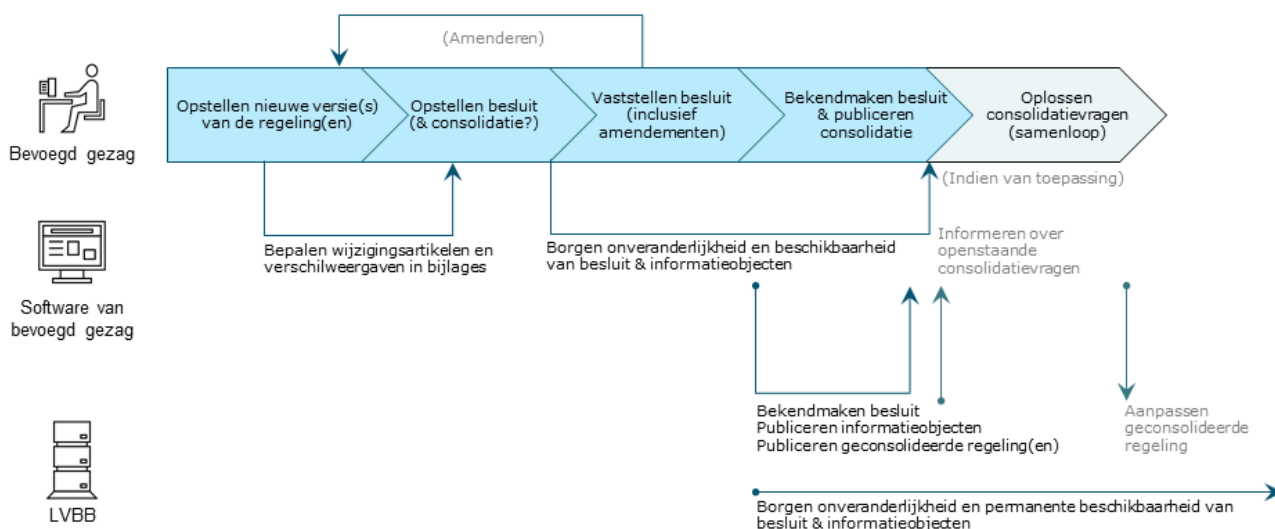 (Amenderen)
Opstellen nieuwe versie(s)
van de regeling(en)
Opstellen besluit
(& consolidatie?)
Vaststellen besluit
(inclusief
amendementen)
Bekendmaken besluit
& publiceren
consolidatie
Oplossen
consolidatievragen
(samenloop)
Bevoegd gezag
(Indien van toepassing)
Bepalen wijzigingsartikelen en
verschilweergaven in bijlages
Borgen onveranderlijkheid en beschikbaarheid
van besluit & informatieobjecten
Informeren over
openstaande
consolidatievragen
Software van
bevoegd gezag
Bekendmaken besluit
Publiceren informatieobjecten
Publiceren geconsolideerde regeling(en)
Aanpassen
geconsolideerde
regeling
LVBB
Borgen onveranderlijkheid en permanente beschikbaarheid van
besluit & informatieobjecten